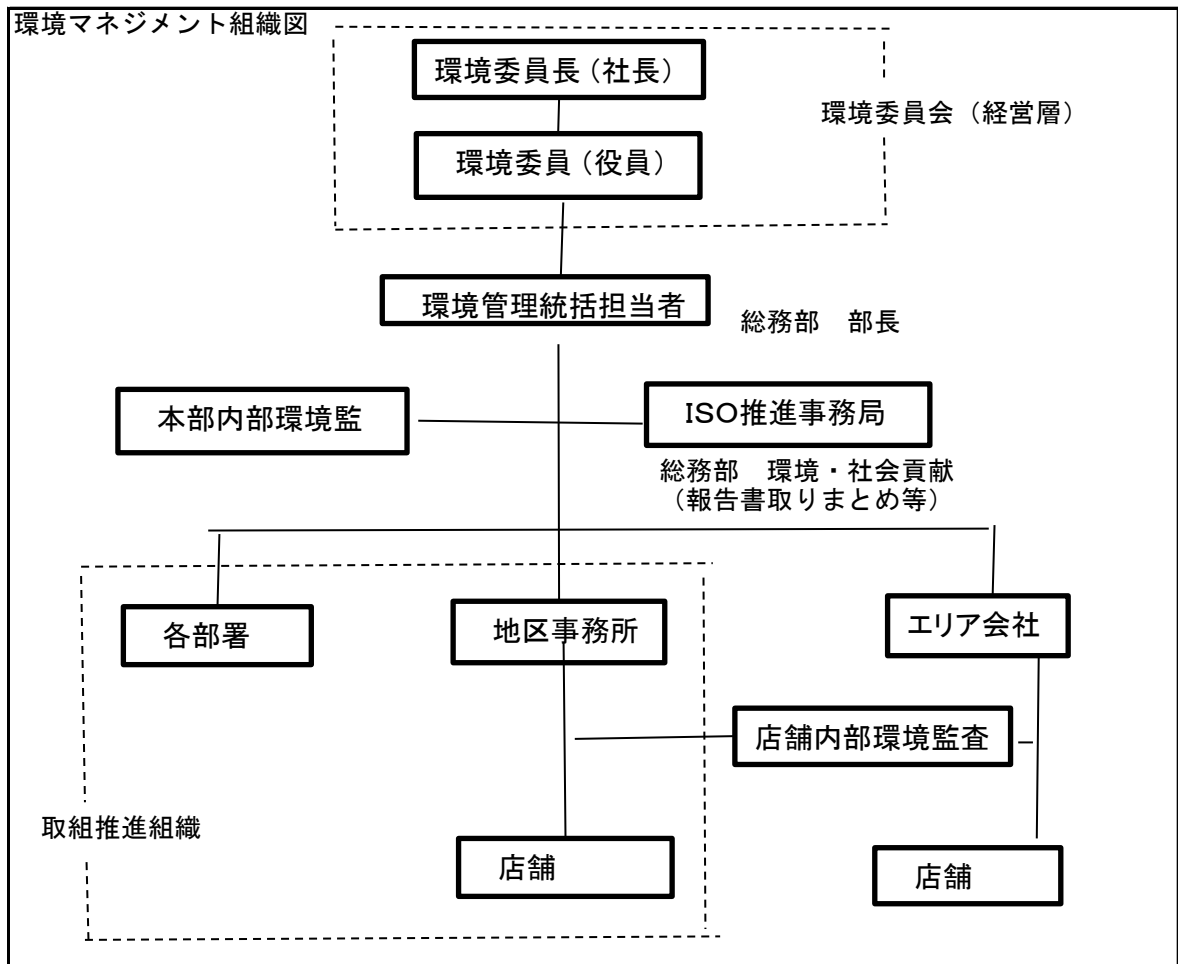 環境マネジメント組織図
環境委員長（社長）
環境委員会（経営層）
環境委員（役員）
環境管理統括担当者
総務部　部長
本部内部環境監
ISO推進事務局
総務部　環境・社会貢献
（報告書取りまとめ等）
各部署
地区事務所
エリア会社
店舗内部環境監査
取組推進組織
店舗
店舗